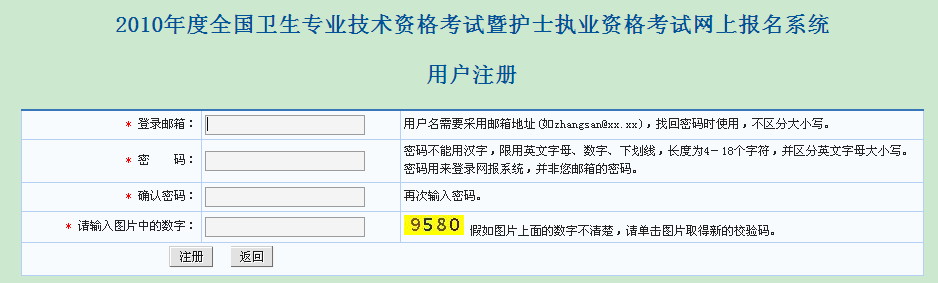 2010年度全国卫生专业技术资格考试暨护士执业资格考试网上报名系统
用户注册
* 登录邮箱： 用户名需要采用邮箱地址(如zhangsan@xx.xx)，找回密码时使用，不区分大小写。
* 密　　码： 密码不能用汉字，限用英文字母、数字、下划线，长度为4－18个字符，并区分英文字母大小写。
密码用来登录网报系统，并非您邮箱的密码。
* 确认密码： 再次输入密码。
* 请输入图片中的数字： 9580 假如图片上面的数字不清楚，请单击图片取得新的校验码。
注册 返回